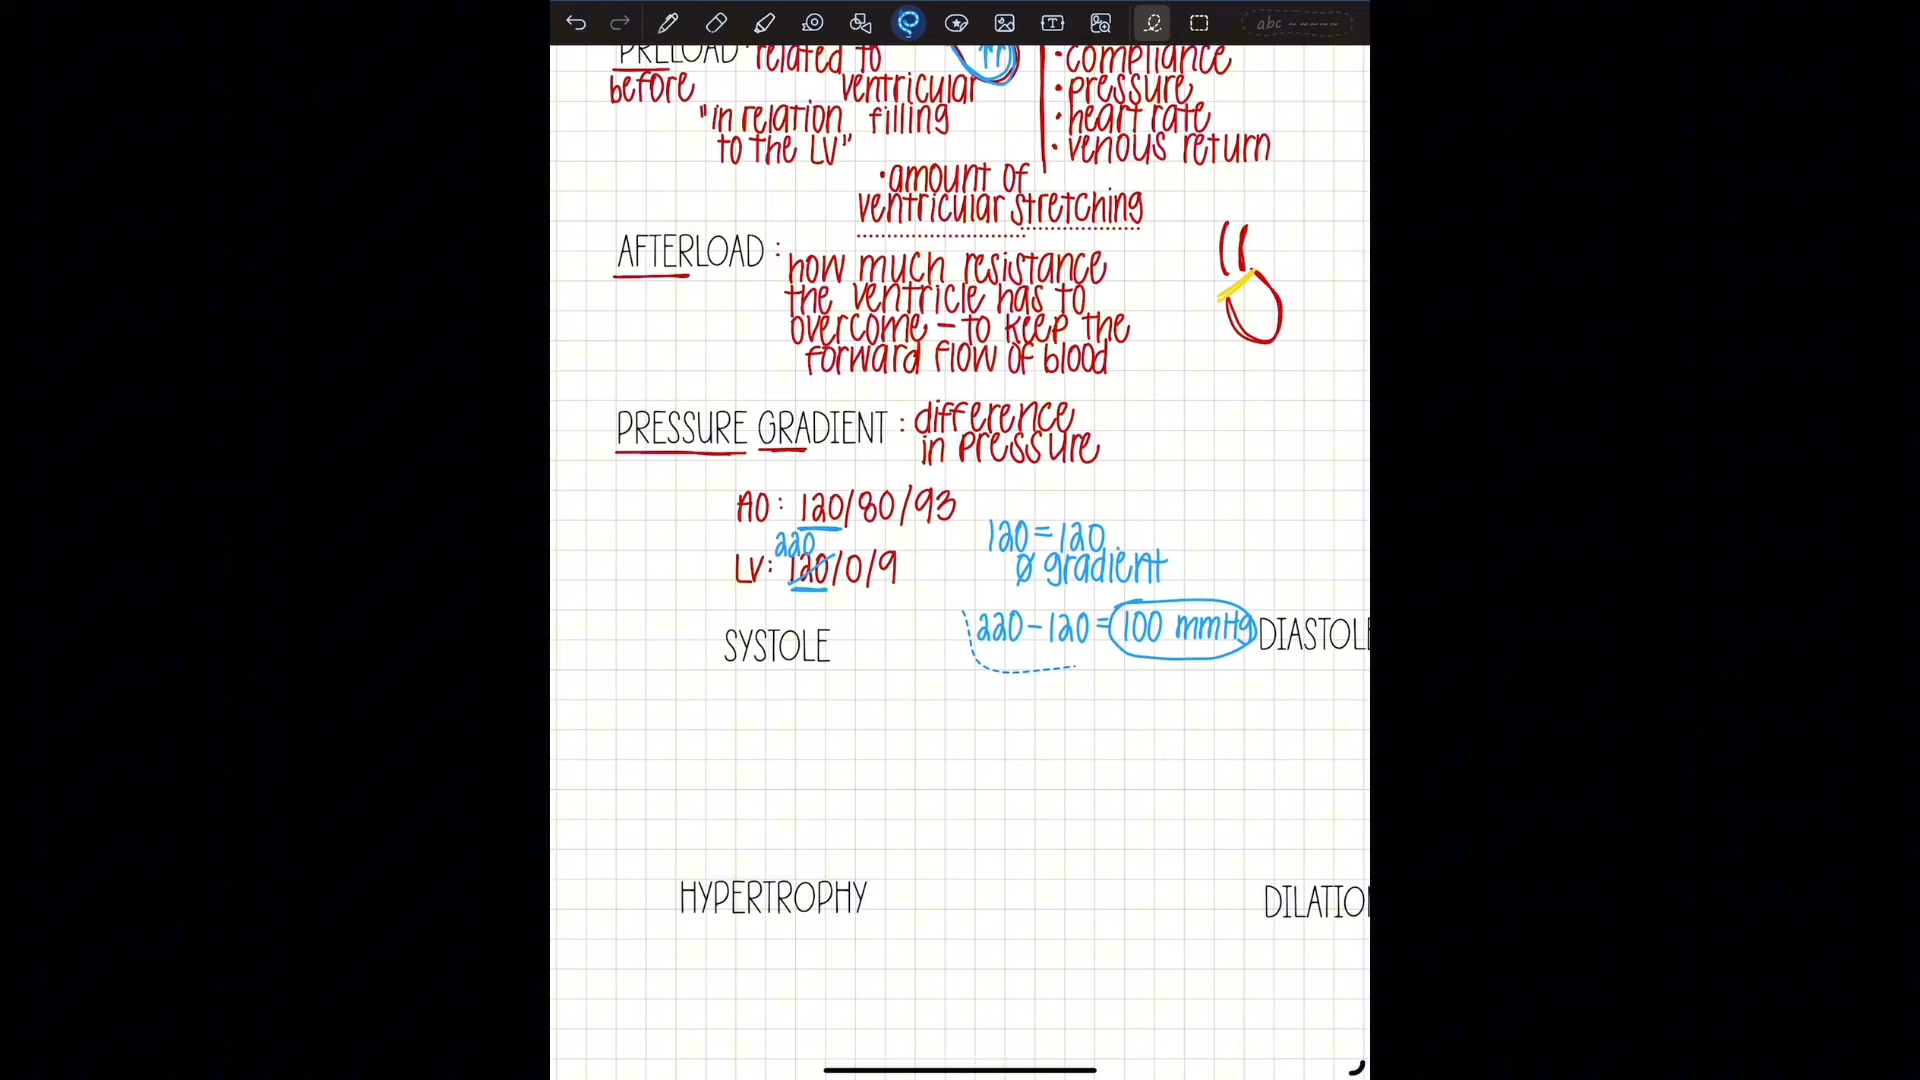 abc ~~~~~
PRELOAD · related to
before ventricular
"in relation filling
to the LV"
· amount of
ventricular stretching
· compliance
· pressure
· heart rate
· venous return
AFTERLOAD : how much resistance
the ventricle has to
overcome – to keep the
forward flow of blood
PRESSURE GRADIENT : difference
in pressure
AO: 120/80/93
220
LV: 120/0/9
120 = 120
Ø gradient
220 – 120 = 100 mmHg
SYSTOLE
DIASTOLE
HYPERTROPHY
DILATIO